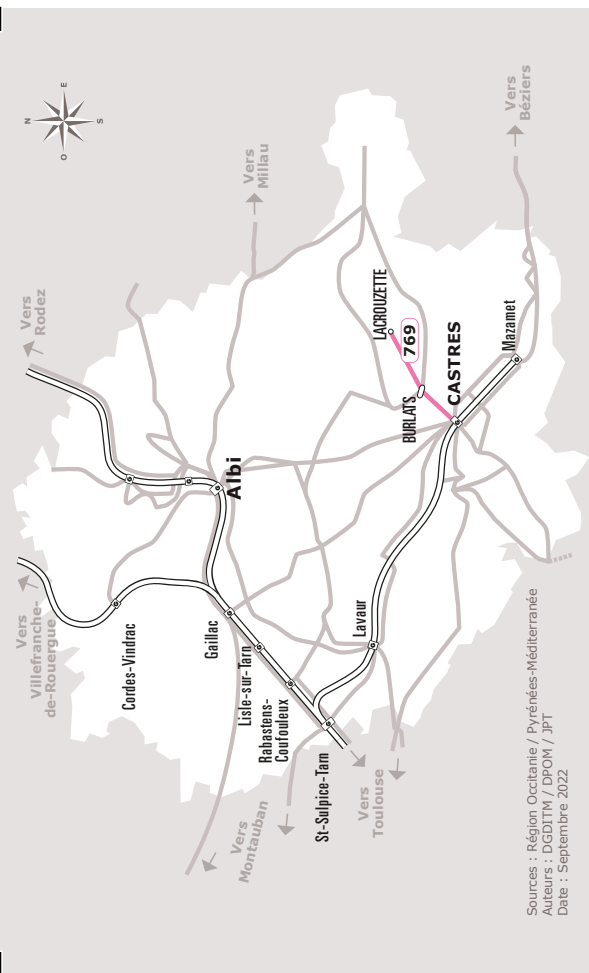 N
E
S
O
Vers
Rodez
Vers
Villefranche-
de-Rouergue
Vers
Millau
Vers
Béziers
Cordes-Vindrac
Albi
Gaillac
Lisle-sur-Tarn
Rabastens-
Coufouleux
St-Sulpice-Tarn
Vers
Montauban
Vers
Toulouse
Lavaur
LACROUZETTE
769
BURLATS
CASTRES
Mazamet
Sources : Région Occitanie / Pyrénées-Méditerranée
Auteurs : DGDITM / DPOM / JPT
Date : Septembre 2022